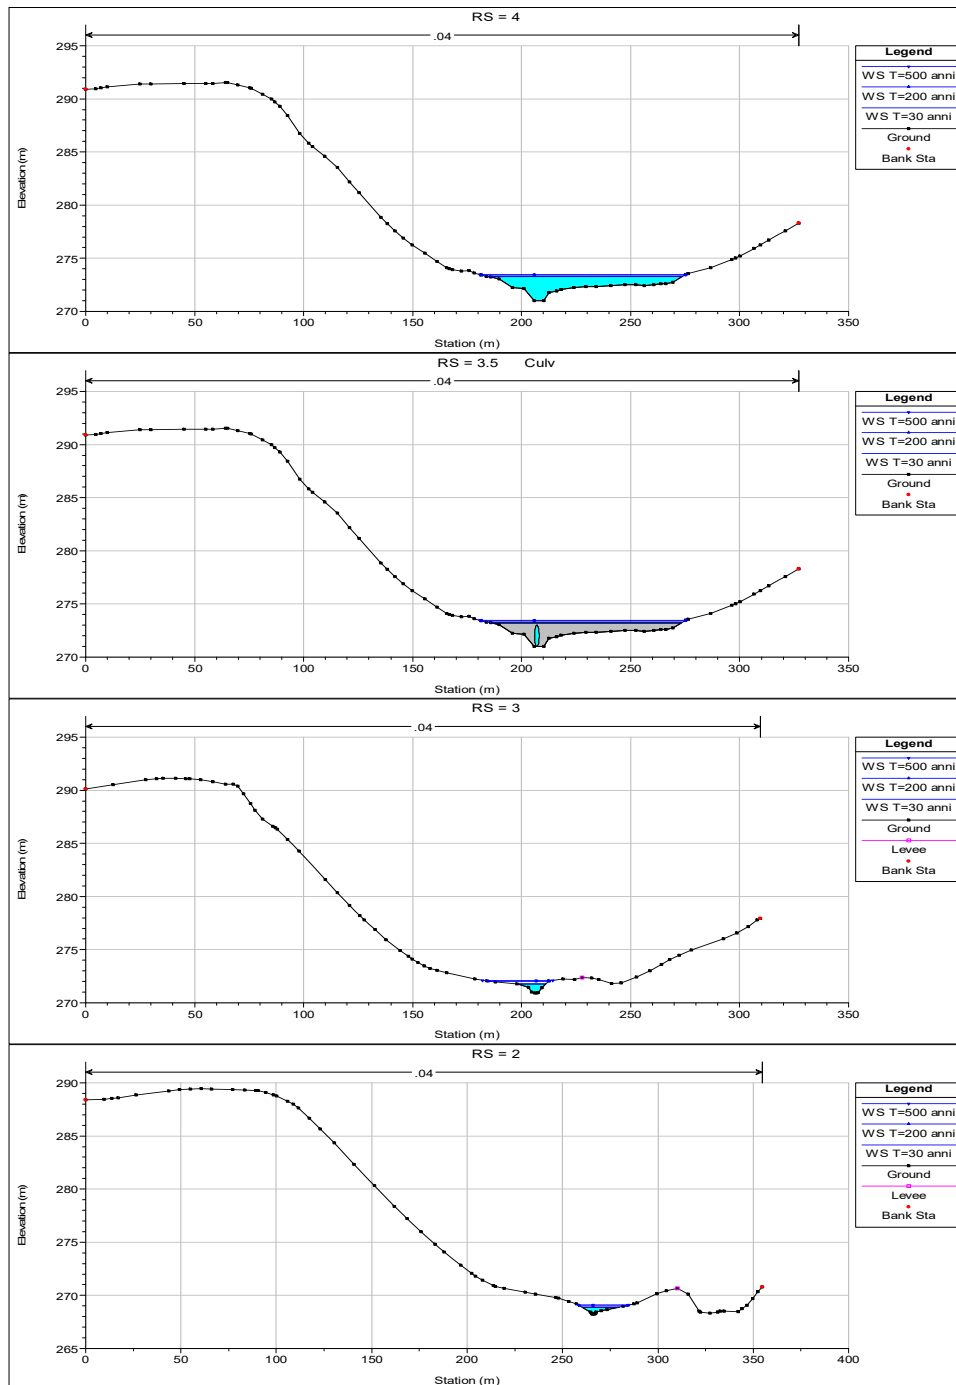 RS = 4
.04
295
290
285
280
275
270
0
50
100
150
200
250
300
350
Elevation (m)
Station (m)
Legend
WS T=500 anni
WS T=200 anni
WS T=30 anni
Ground
Bank Sta
RS = 3.5 Culv
.04
295
290
285
280
275
270
0
50
100
150
200
250
300
350
Elevation (m)
Station (m)
Legend
WS T=500 anni
WS T=200 anni
WS T=30 anni
Ground
Bank Sta
RS = 3
.04
295
290
285
280
275
270
0
50
100
150
200
250
300
350
Elevation (m)
Station (m)
Legend
WS T=500 anni
WS T=200 anni
WS T=30 anni
Ground
Levee
Bank Sta
RS = 2
.04
290
285
280
275
270
265
0
50
100
150
200
250
300
350
400
Elevation (m)
Station (m)
Legend
WS T=500 anni
WS T=200 anni
WS T=30 anni
Ground
Levee
Bank Sta